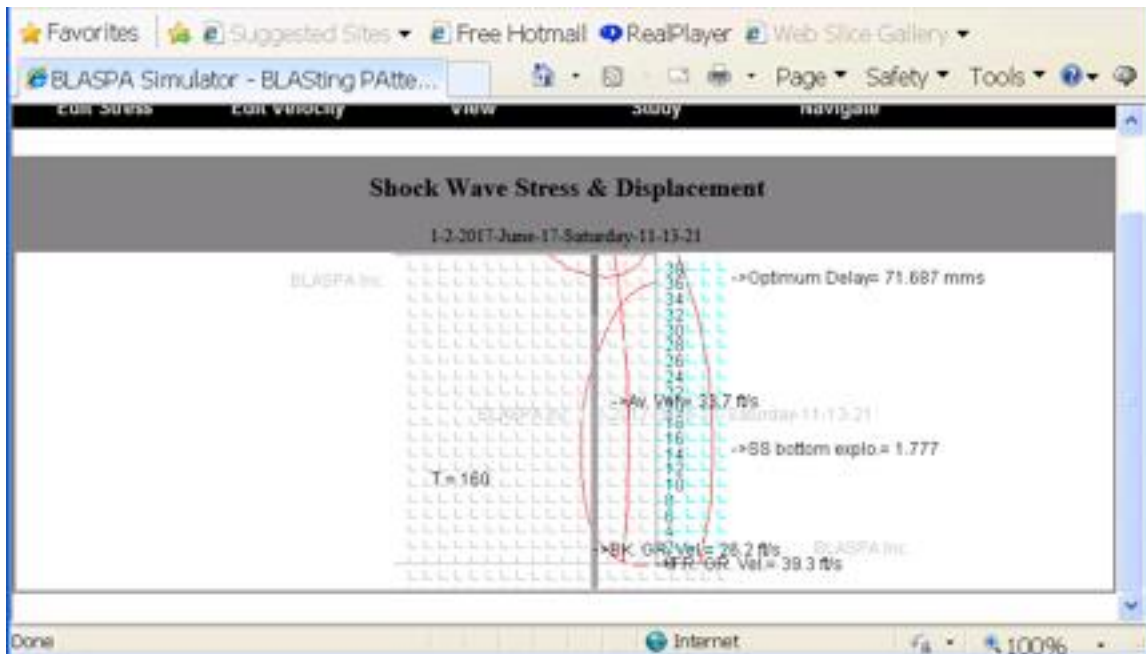 Favorites Suggested Sites Free Hotmail RealPlayer Web Slice Gallery
BLASPA Simulator - BLASting PAtte... Page Safety Tools
Edit Stress Edit Velocity View Study Navigate
Shock Wave Stress & Displacement
1-2-2017-June-17-Saturday-11-13-21
BLASPA Inc.
->Optimum Delay= 71.687 mms
38
36
34
32
30
28
26
24
22
->Av. Vel= 33.7 ft/s
saturday-11-13-21
18
16
->SS bottom explo.= 1.777
14
12
T = 160
10
8
6
4
->BK. GR. Vel.= 28.2 ft/s
BLASPA Inc.
->FR. GR. Vel.= 39.3 ft/s
Done Internet 100%